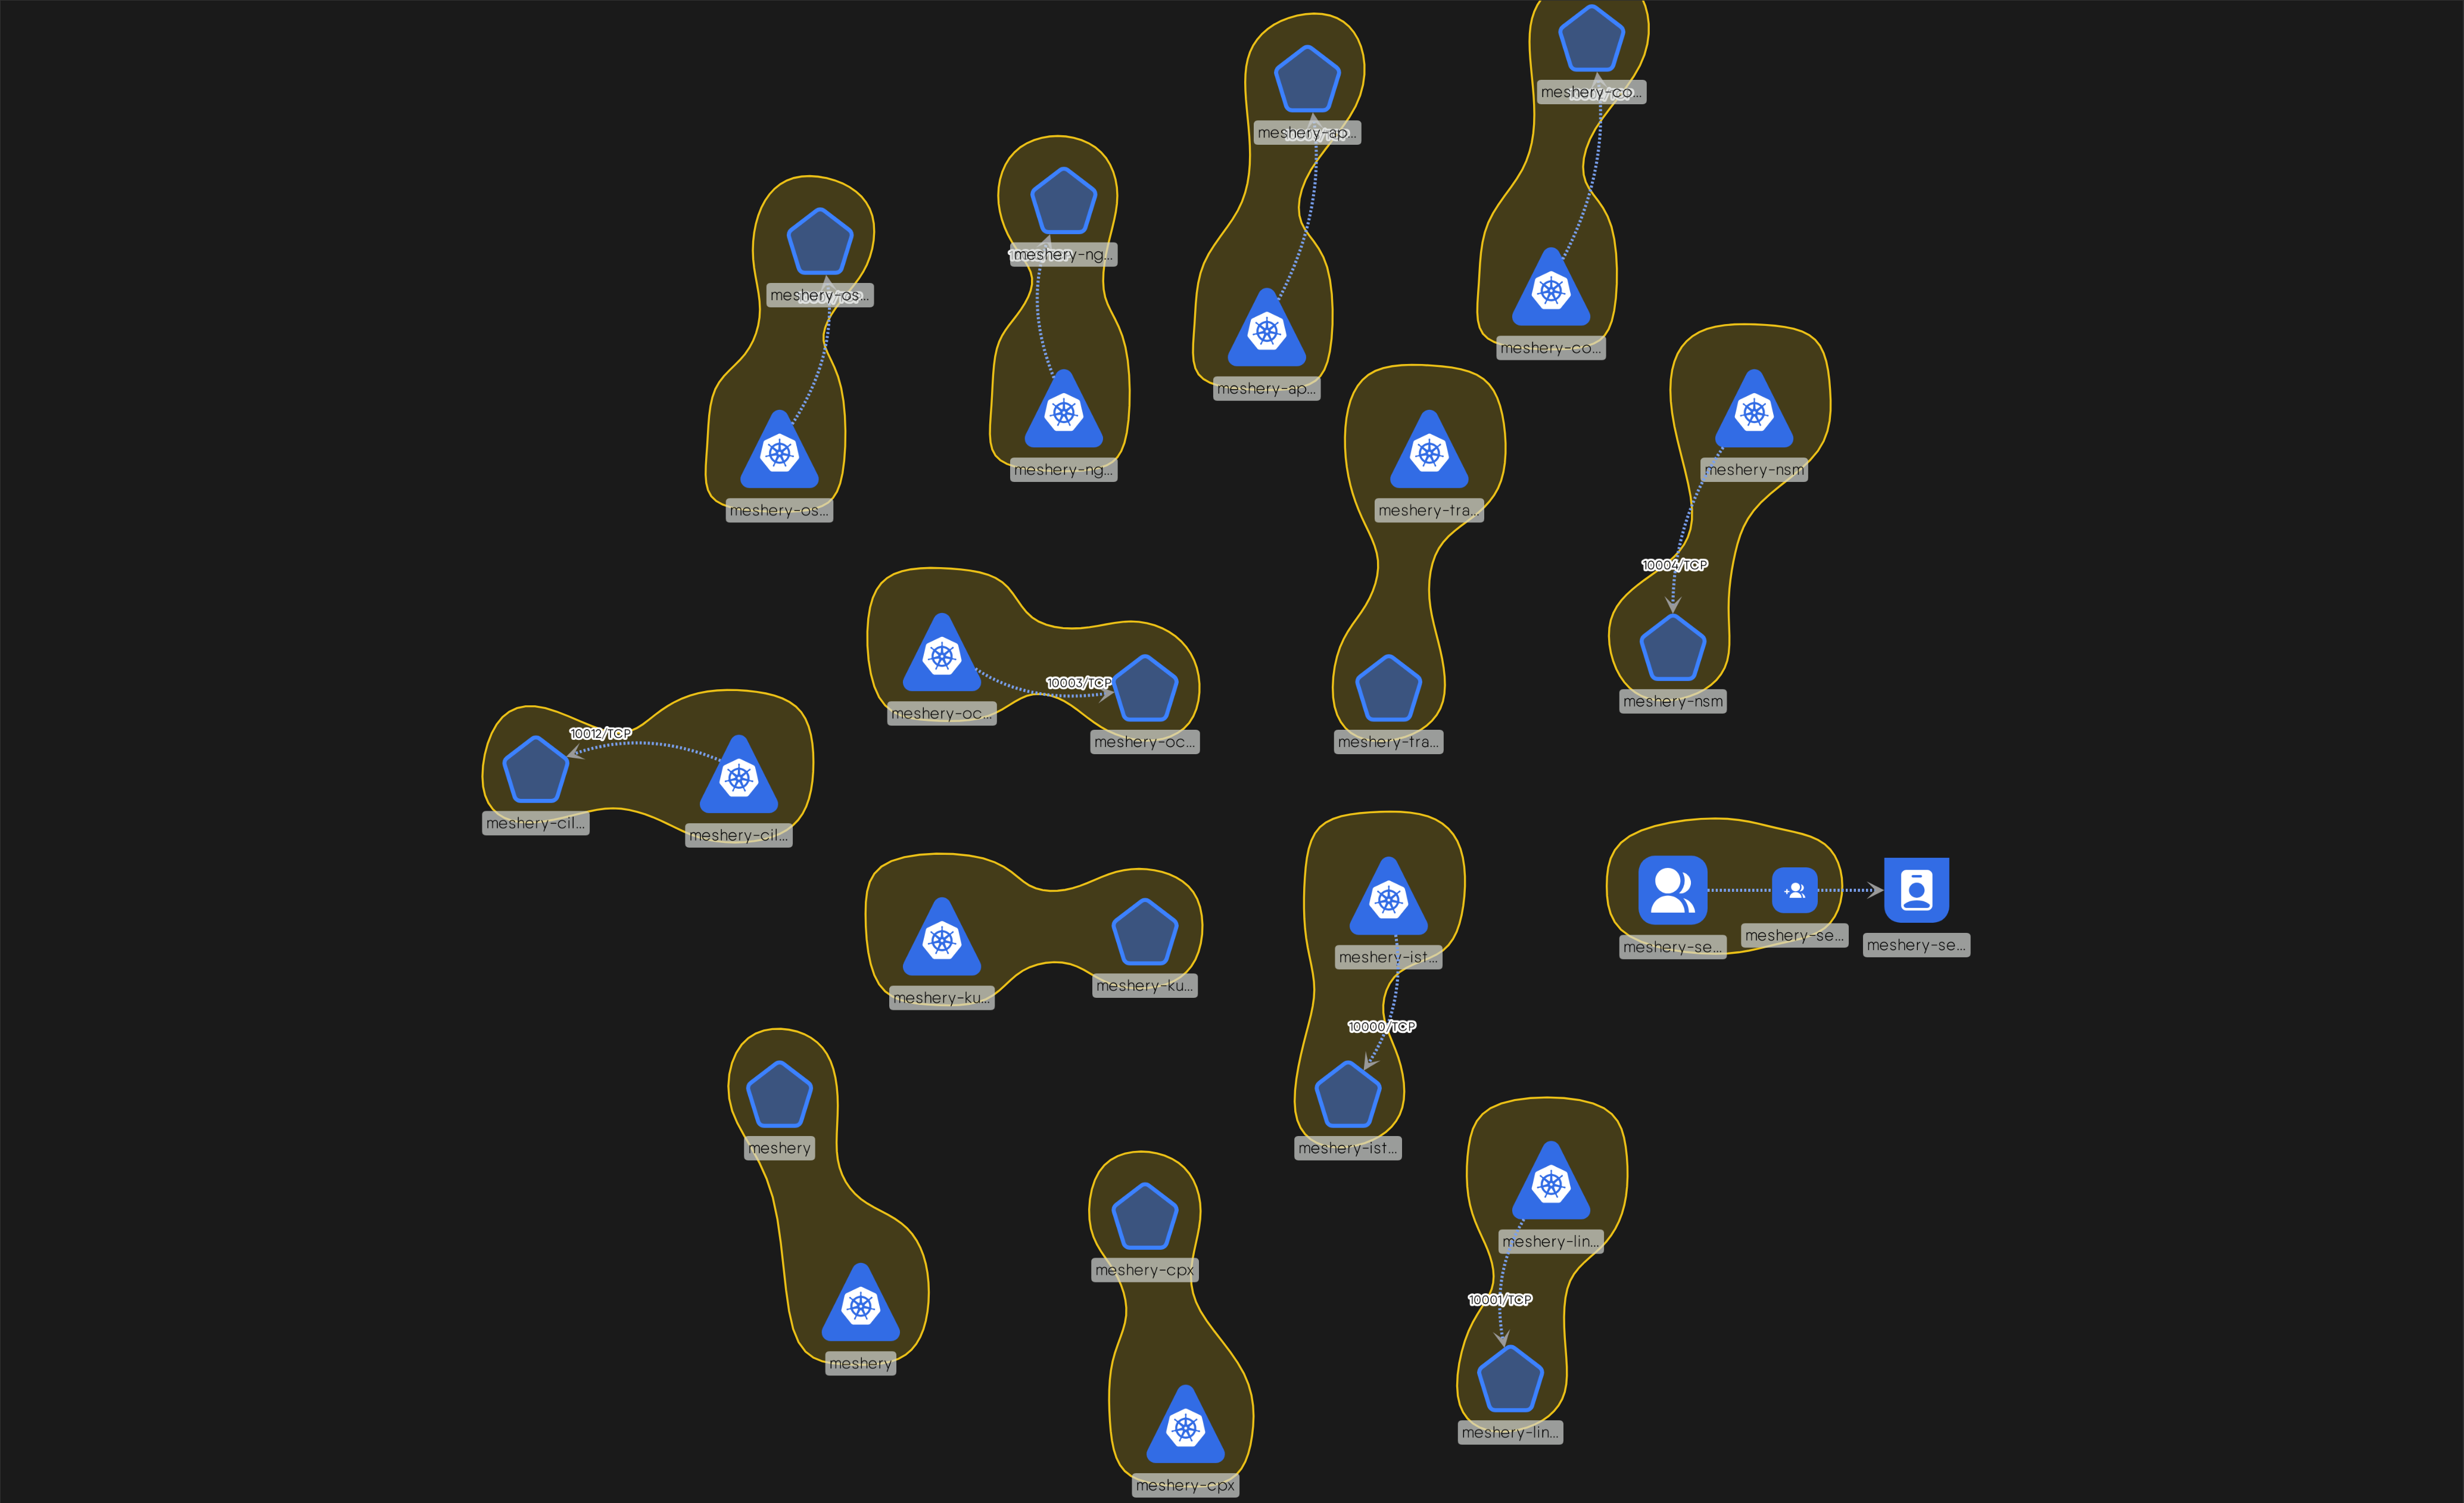 meshery-co...
meshery-ap...
meshery-ng...
meshery-os...
meshery-co...
meshery-ap...
meshery-ng...
meshery-nsm
meshery-os...
meshery-tra...
10004/TCP
10003/TCP
meshery-nsm
meshery-oc...
10012/TCP
meshery-oc...
meshery-tra...
meshery-cil...
meshery-cil...
meshery-se...
meshery-se...
meshery-se...
meshery-ist...
meshery-ku...
meshery-ku...
10000/TCP
meshery
meshery-ist...
meshery-lin...
meshery-cpx
10001/TCP
meshery
meshery-lin...
meshery-cpx